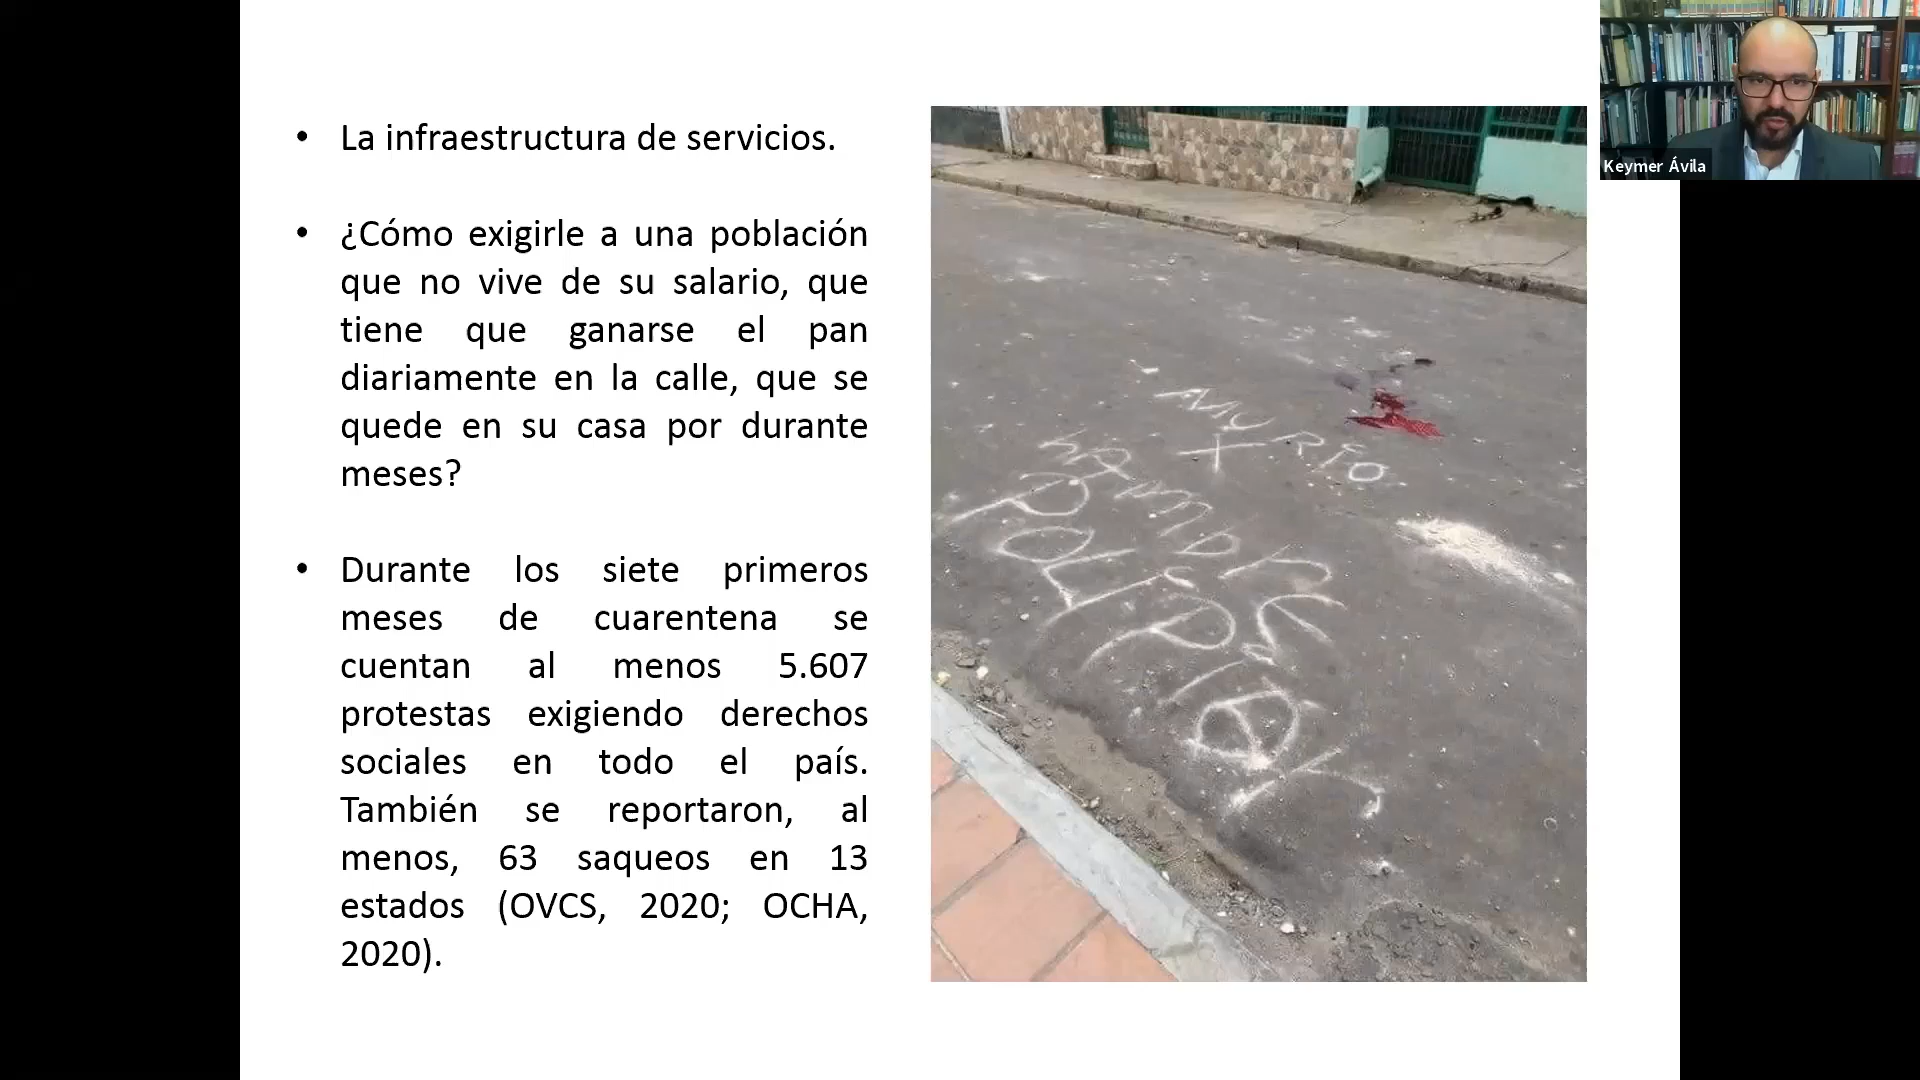 • La infraestructura de servicios.
• ¿Cómo exigirle a una población
que no vive de su salario, que
tiene que ganarse el pan
diariamente en la calle, que se
quede en su casa por durante
meses?
• Durante los siete primeros
meses de cuarentena se
cuentan al menos 5.607
protestas exigiendo derechos
sociales en todo el país.
También se reportaron, al
menos, 63 saqueos en 13
estados (OVCS, 2020; OCHA,
2020).
MURIO
X
HAMBRE
Keymer Ávila